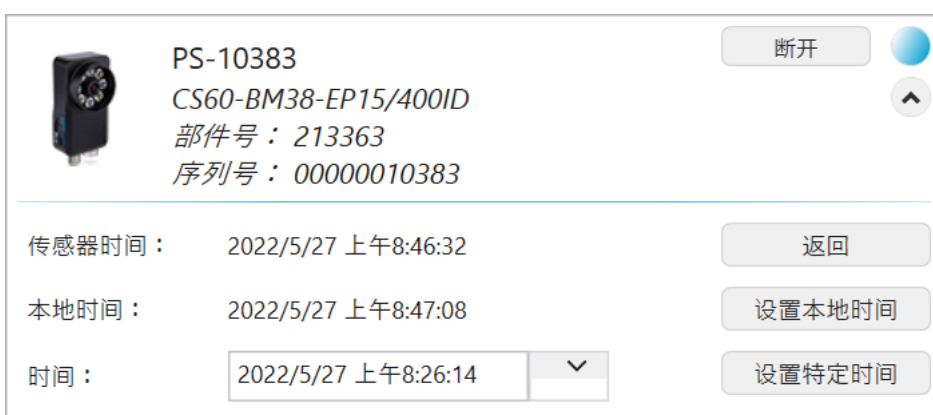 PS-10383
断开
CS60-BM38-EP15/400ID
部件号： 213363
序列号： 00000010383
传感器时间： 2022/5/27 上午8:46:32 返回
本地时间： 2022/5/27 上午8:47:08 设置本地时间
时间： 2022/5/27 上午8:26:14 设置特定时间